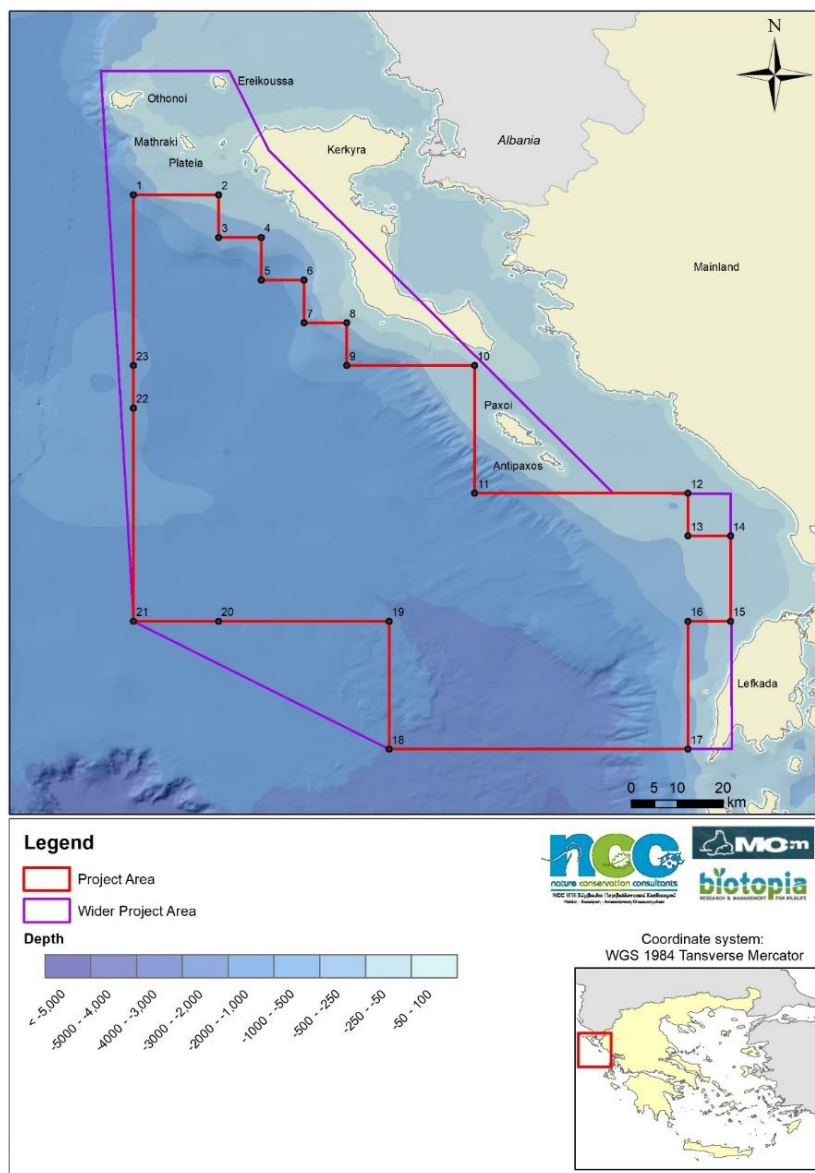 N
Ereikoussa
Othonoi
Albania
Mathraki
Kerkyra
Plateia
1
2
3
4
Mainland
5
6
7
8
23
9
10
22
Paxoi
Antipaxos
11
12
13
14
21
20
19
16
15
Lefkada
18
17
0 5 10 20
km
Legend
Project Area
Wider Project Area
Depth
< -5,000
-5000 - -4,000
-4000 - -3,000
-3000 - -2,000
-2000 - -1,000
-1000 - -500
-500 - -250
-250 - -50
-50 - 100
ncc
nature conservation consultants
MOm
biotopia
RESEARCH & MANAGEMENT FOR WILDLIFE
Coordinate system:
WGS 1984 Tansverse Mercator